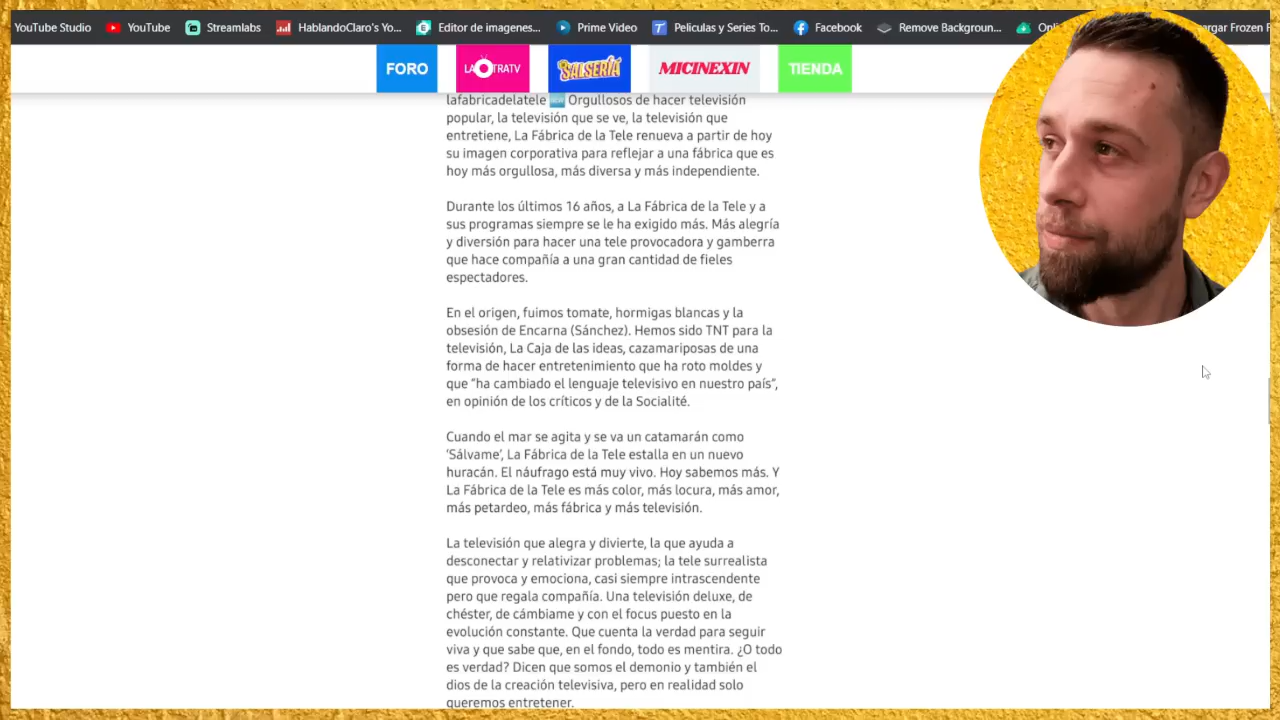 YouTube Studio YouTube Streamlabs HablandoClaro's Yo... Editor de imagenes... Prime Video Peliculas y Series To... Facebook Remove Backgroun... Frozen
FORO LA OTRATV SALSERÍA MICINEXIN TIENDA
lafabricadelatele 🆕 Orgullosos de hacer televisión
popular, la televisión que se ve, la televisión que
entretiene, La Fábrica de la Tele renueva a partir de hoy
su imagen corporativa para reflejar a una fábrica que es
hoy más orgullosa, más diversa y más independiente.
Durante los últimos 16 años, a La Fábrica de la Tele y a
sus programas siempre se le ha exigido más. Más alegría
y diversión para hacer una tele provocadora y gamberra
que hace compañía a una gran cantidad de fieles
espectadores.
En el origen, fuimos tomate, hormigas blancas y la
obsesión de Encarna (Sánchez). Hemos sido TNT para la
televisión, La Caja de las ideas, cazamariposas de una
forma de hacer entretenimiento que ha roto moldes y
que “ha cambiado el lenguaje televisivo en nuestro país”,
en opinión de los críticos y de la Socialité.
Cuando el mar se agita y se va un catamarán como
‘Sálvame’, La Fábrica de la Tele estalla en un nuevo
huracán. El náufrago está muy vivo. Hoy sabemos más. Y
La Fábrica de la Tele es más color, más locura, más amor,
más petardeo, más fábrica y más televisión.
La televisión que alegra y divierte, la que ayuda a
desconectar y relativizar problemas; la tele surrealista
que provoca y emociona, casi siempre intrascendente
pero que regala compañía. Una televisión deluxe, de
chéster, de cámbiame y con el focus puesto en la
evolución constante. Que cuenta la verdad para seguir
viva y que sabe que, en el fondo, todo es mentira. ¿O todo
es verdad? Dicen que somos el demonio y también el
dios de la creación televisiva, pero en realidad solo
queremos entretener.